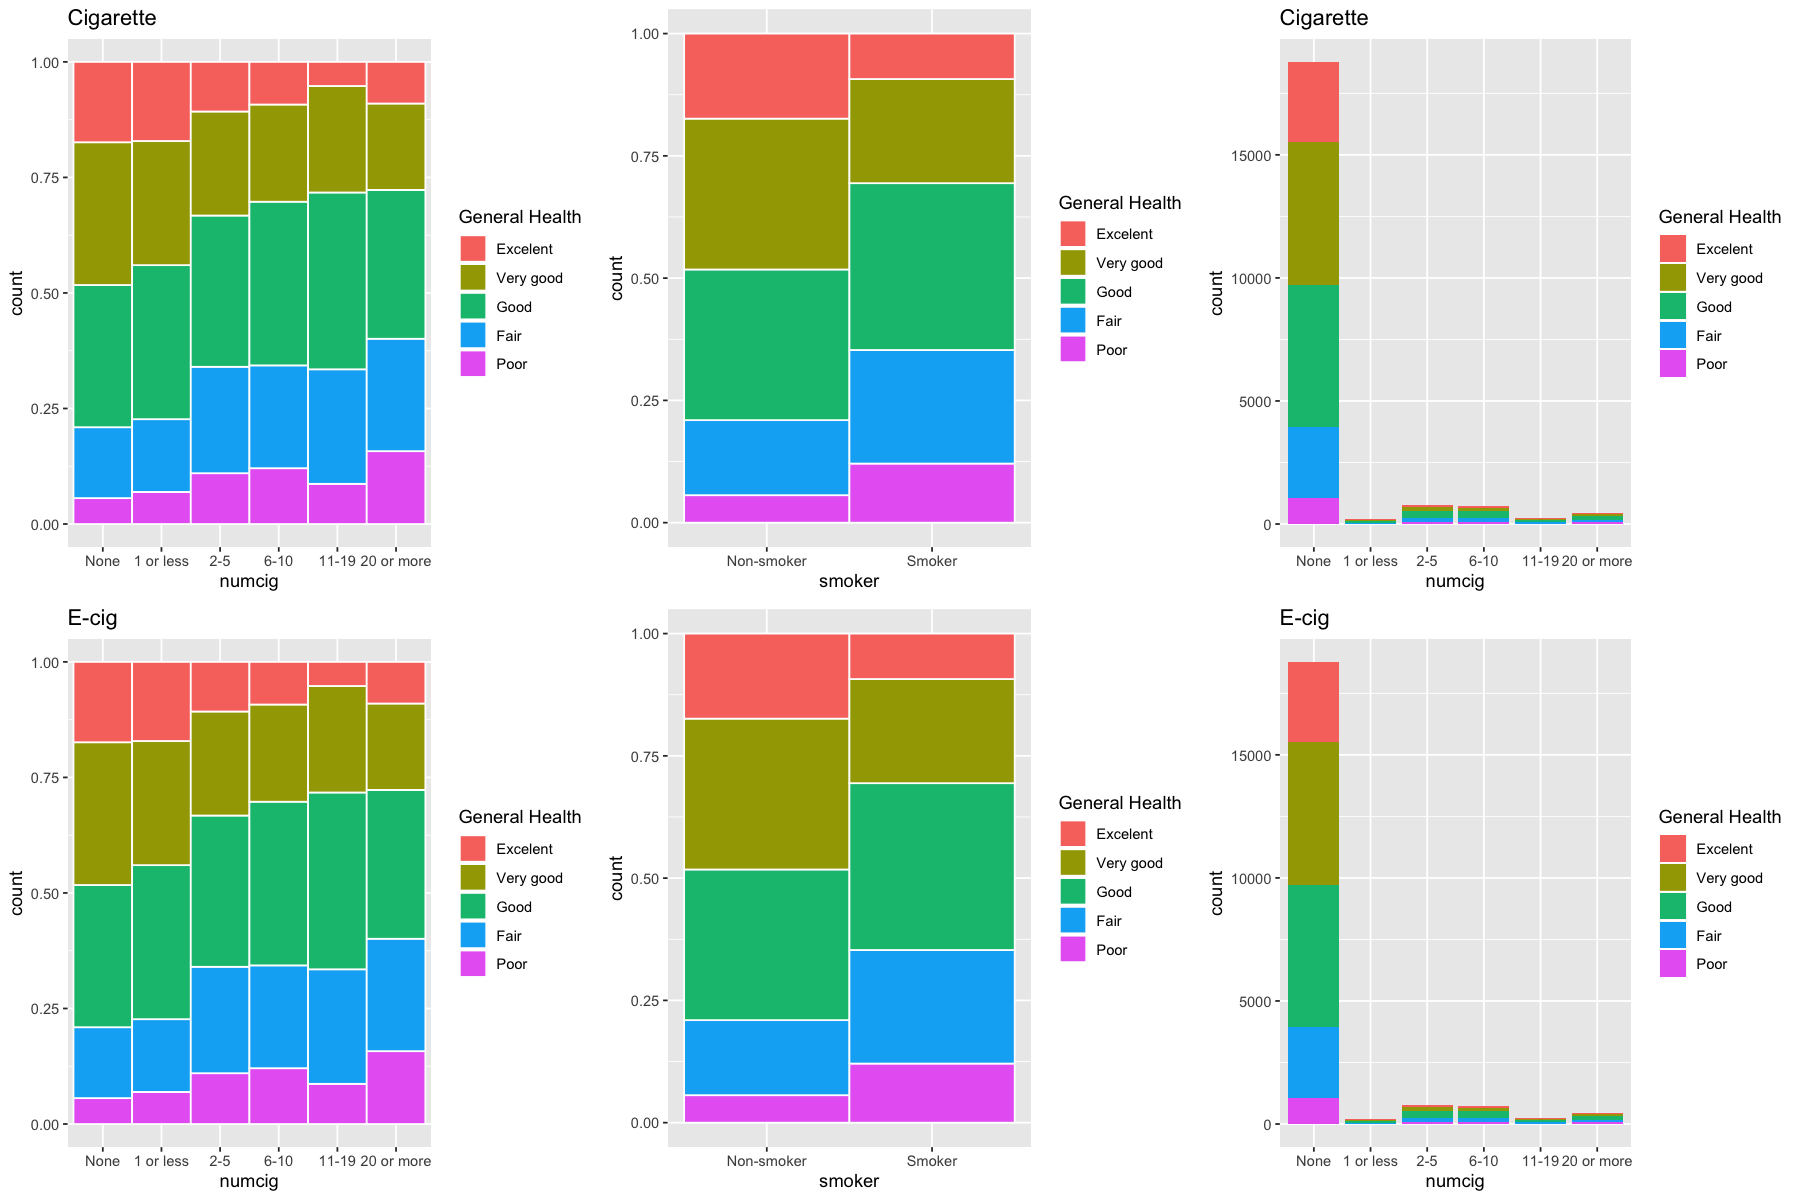 Cigarette
count
1.00
0.75
0.50
0.25
0.00
None 1 or less 2-5 6-10 11-19 20 or more
numcig
General Health
Excelent
Very good
Good
Fair
Poor
count
1.00
0.75
0.50
0.25
0.00
Non-smoker Smoker
smoker
General Health
Excelent
Very good
Good
Fair
Poor
Cigarette
count
15000
10000
5000
0
None 1 or less 2-5 6-10 11-19 20 or more
numcig
General Health
Excelent
Very good
Good
Fair
Poor
E-cig
count
1.00
0.75
0.50
0.25
0.00
None 1 or less 2-5 6-10 11-19 20 or more
numcig
General Health
Excelent
Very good
Good
Fair
Poor
count
1.00
0.75
0.50
0.25
0.00
Non-smoker Smoker
smoker
General Health
Excelent
Very good
Good
Fair
Poor
E-cig
count
15000
10000
5000
0
None 1 or less 2-5 6-10 11-19 20 or more
numcig
General Health
Excelent
Very good
Good
Fair
Poor